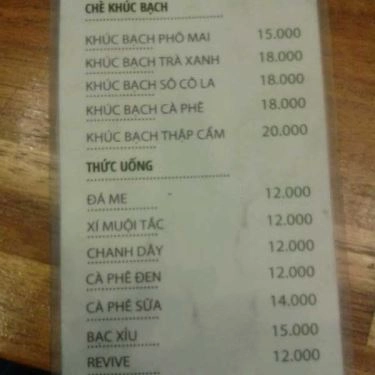 CHÈ KHÚC BẠCH
KHÚC BẠCH PHÔ MAI 15.000
KHÚC BẠCH TRÀ XANH 18.000
KHÚC BẠCH SÔ CÔ LA 18.000
KHÚC BẠCH CÀ PHÊ 18.000
KHÚC BẠCH THẬP CẨM 20.000
THỨC UỐNG
ĐÁ ME 12.000
XÍ MUỘI TẮC 12.000
CHANH DÂY 12.000
CÀ PHÊ ĐEN 12.000
CÀ PHÊ SỮA 14.000
BẠC XỈU 15.000
REVIVE 12.000